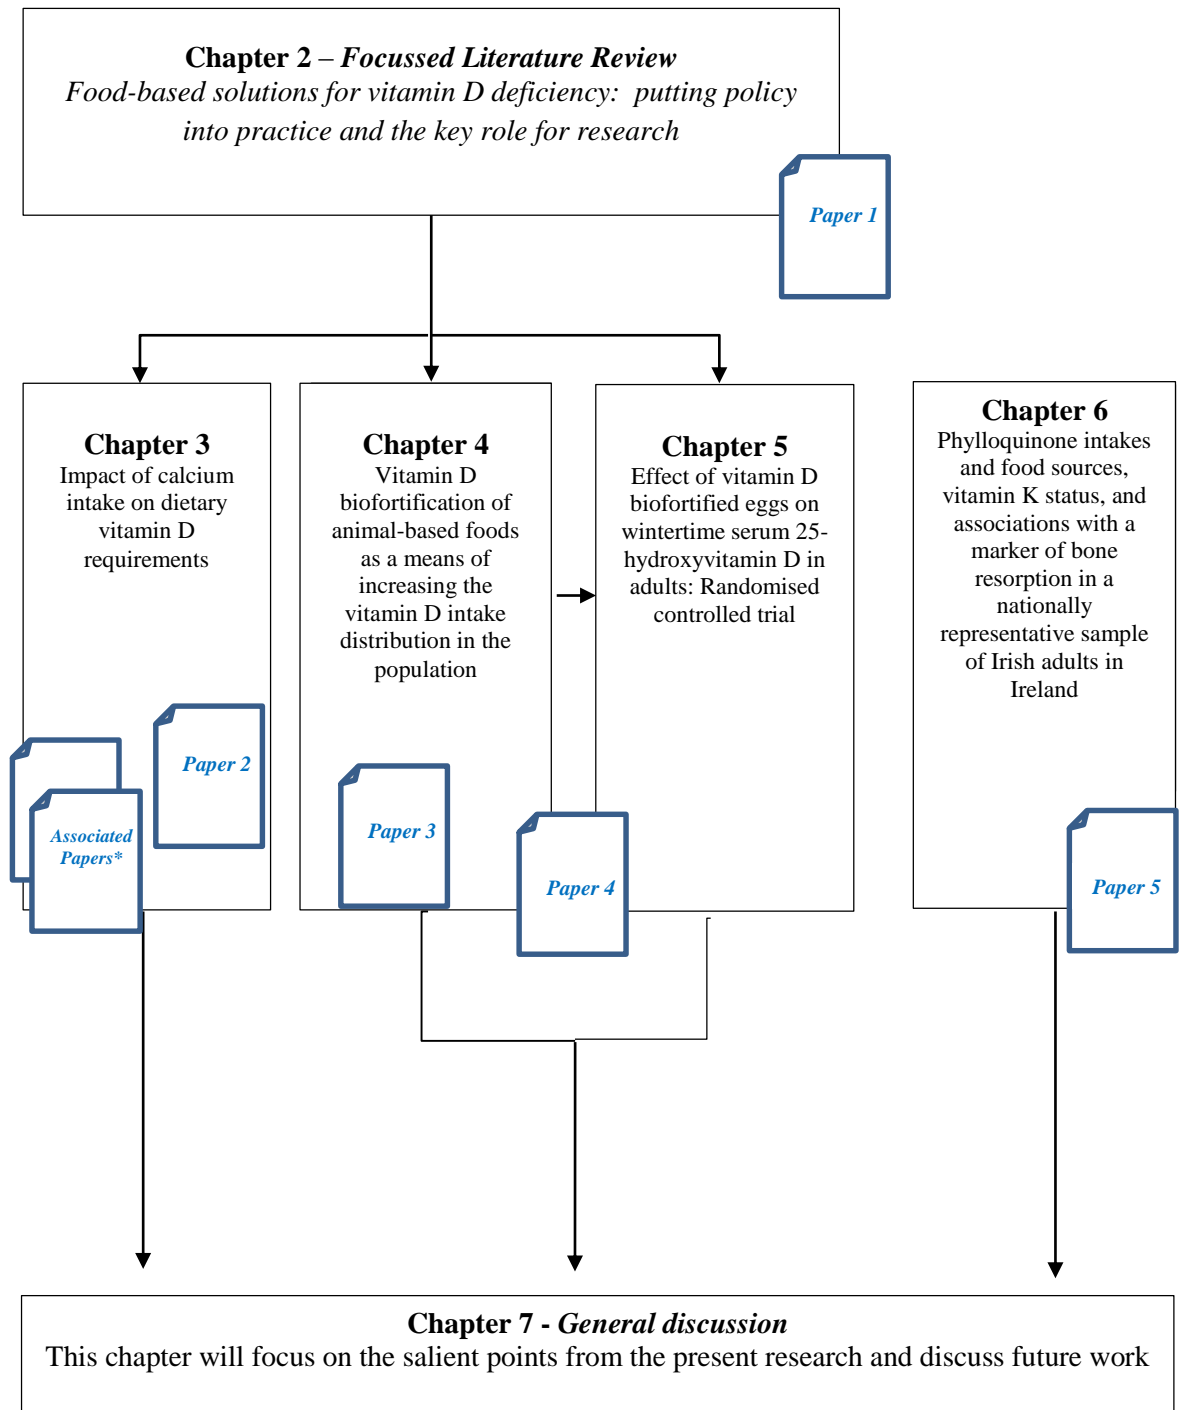 Chapter 2 – Focussed Literature Review
Food-based solutions for vitamin D deficiency: putting policy
into practice and the key role for research
Paper 1
Chapter 3
Impact of calcium
intake on dietary
vitamin D
requirements
Paper 2
Associated
Papers*
Chapter 4
Vitamin D
biofortification of
animal-based foods
as a means of
increasing the
vitamin D intake
distribution in the
population
Paper 3
Chapter 5
Effect of vitamin D
biofortified eggs on
wintertime serum 25-
hydroxyvitamin D in
adults: Randomised
controlled trial
Paper 4
Chapter 6
Phylloquinone intakes
and food sources,
vitamin K status, and
associations with a
marker of bone
resorption in a
nationally
representative sample
of Irish adults in
Ireland
Paper 5
Chapter 7 - General discussion
This chapter will focus on the salient points from the present research and discuss future work